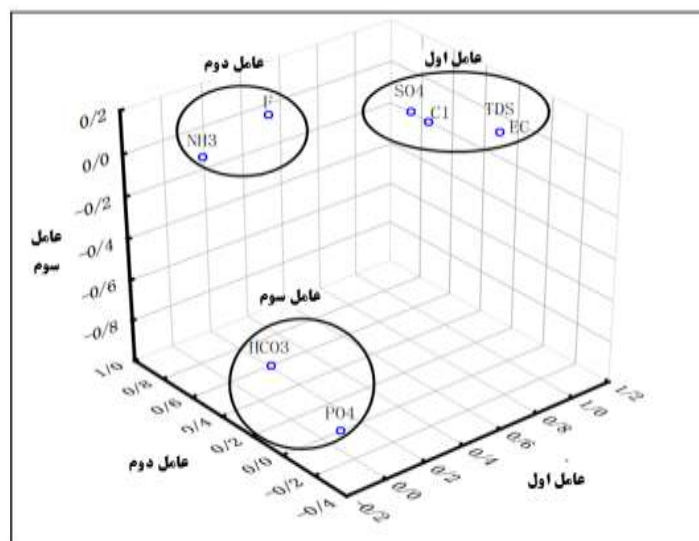 عامل دوم
عامل اول
F
NH3
SO4
Cl
TDS
EC
0/2
0/0
-0/2
-0/4
-0/6
-0/8
عامل
سوم
عامل سوم
HCO3
PO4
1/0
0/8
0/6
0/4
0/2
0/0
-0/2
-0/4
عامل دوم
-0/2
0/0
0/2
0/4
0/6
0/8
1/0
1/2
عامل اول